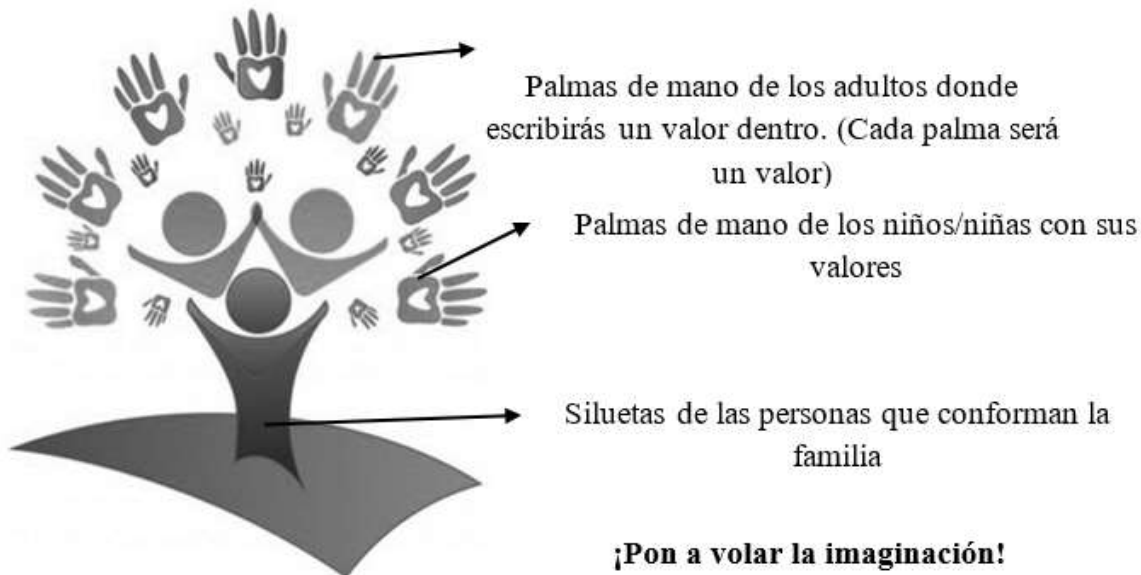 Palmas de mano de los adultos donde
escribirás un valor dentro. (Cada palma será
un valor)
Palmas de mano de los niños/niñas con sus
valores
Siluetas de las personas que conforman la
familia
¡Pon a volar la imaginación!